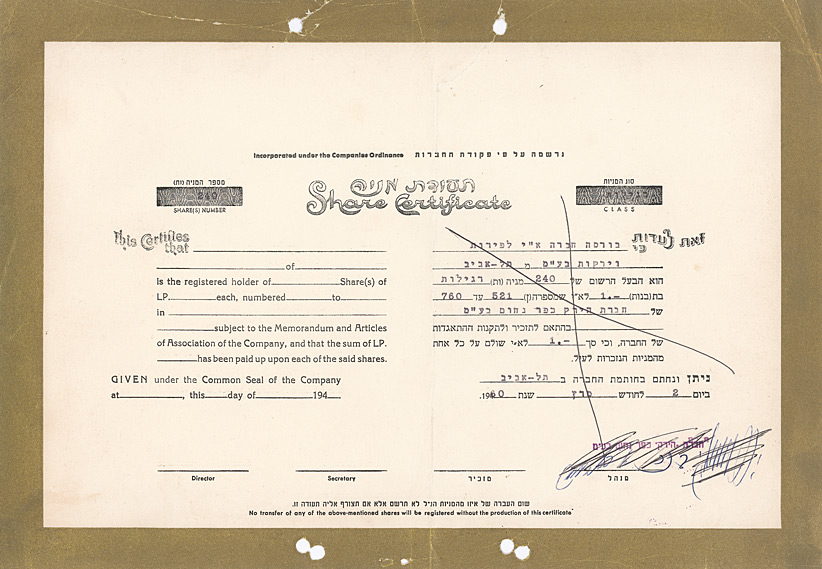 Incorporated under the Companies Ordinance נרשמה על פי פקודת החברות
מספר המניה (ות)
240
SHARE(S) NUMBER
תעודת מניה
Share Certificate
סוג המניות
CLASS
This Certifies that
of
is the registered holder of Share(s) of
LP. each, numbered to
in
subject to the Memorandum and Articles
of Association of the Company, and that the sum of LP.
has been paid up upon each of the said shares.
GIVEN under the Common Seal of the Company
at , this day of 194
Director
Secretary
זאת לעדות כי בורסה חברה א"י לפירות
וירקות בע"מ מ תל-אביב
הוא הבעל הרשום של 240 מניה (ות) רגילות
בת(בנות) 1.- לא"י שמספרה(ן) 521 עד 760
של חברת הירק כפר נחום בע"מ
בהתאם לתזכיר ולתקנות ההתאגדות
של החברה, וכי סך 1.- לא"י שולם על כל אחת
מהמניות הנזכרות לעיל.
ניתן ונחתם בחותמת החברה ב תל-אביב
ביום 2 לחודש מרץ שנת 1940.
מזכיר
מנהל
שום העברה של איזו מהמניות הנ"ל לא תרשם אלא אם תצורף אליה תעודה זו.
No transfer of any of the above-mentioned shares will be registered without the production of this certificate